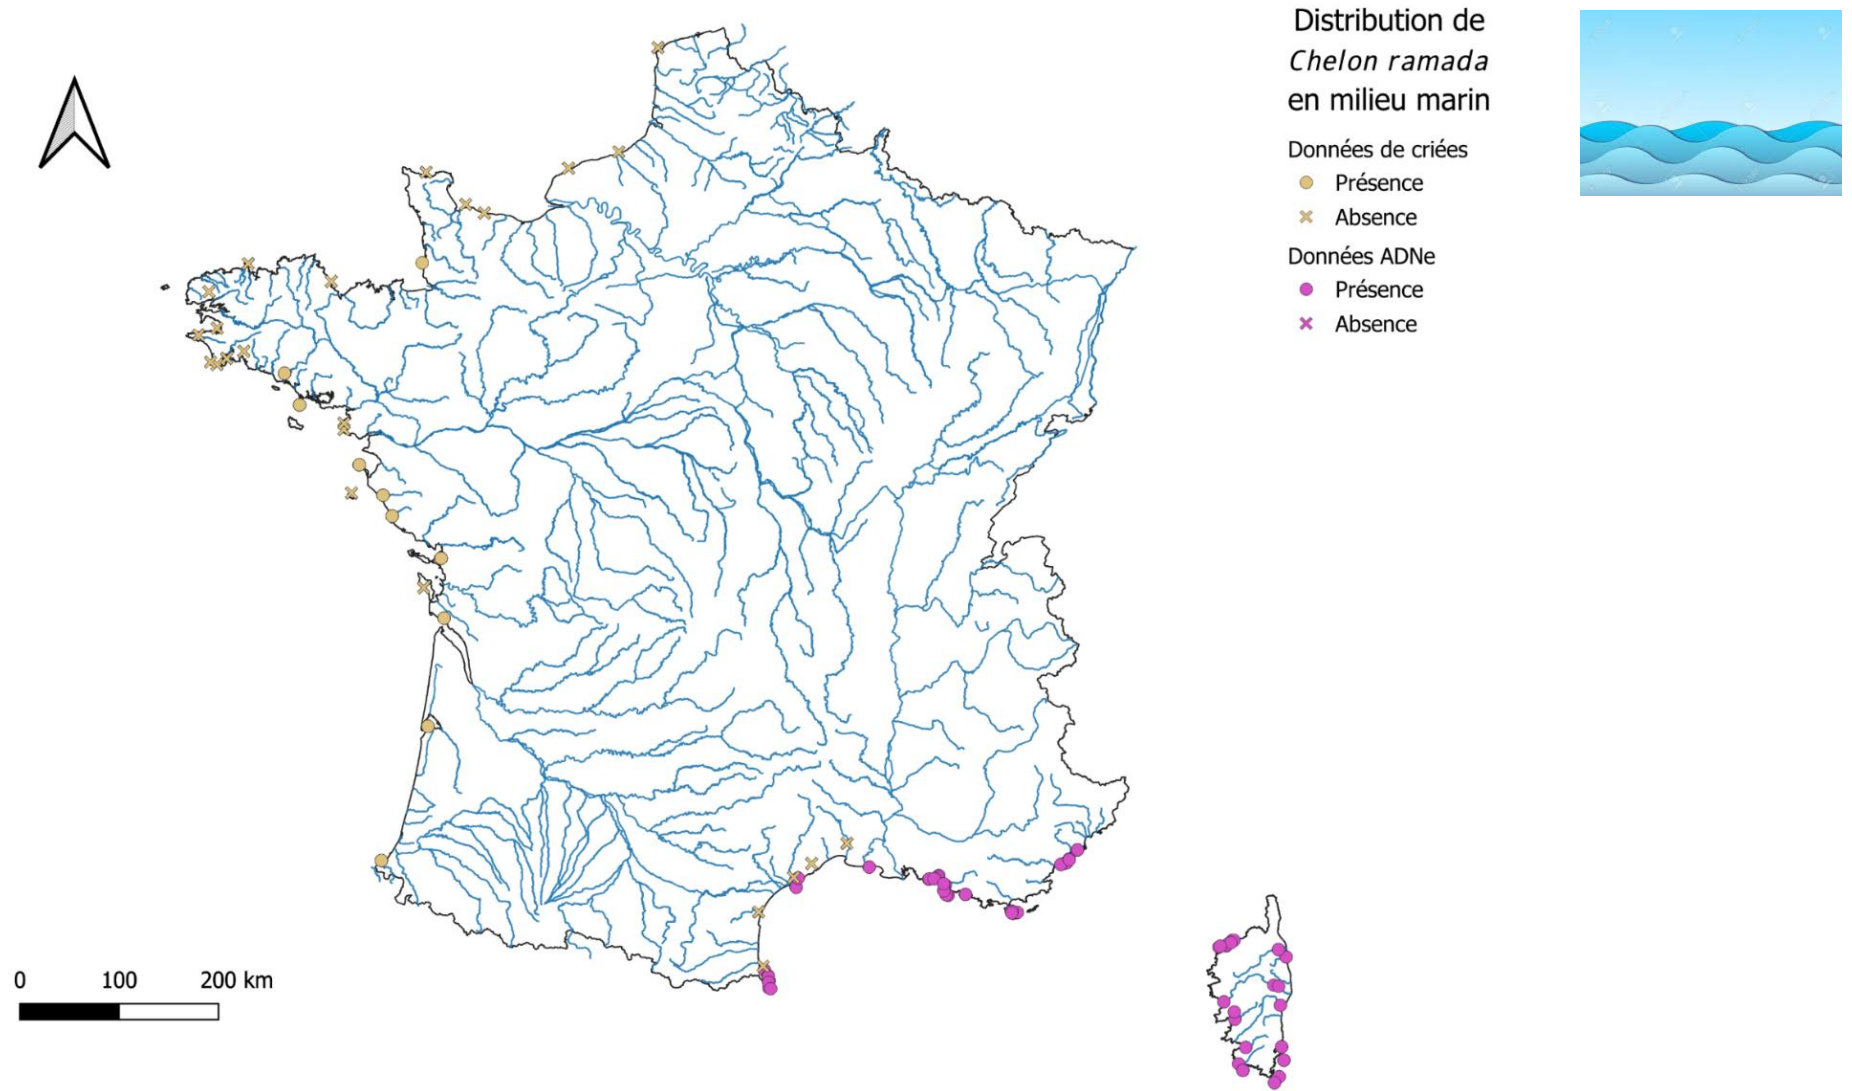 Distribution de
Chelon ramada
en milieu marin
Données de criées
Présence
Absence
Données ADNe
Présence
Absence
0 100 200 km